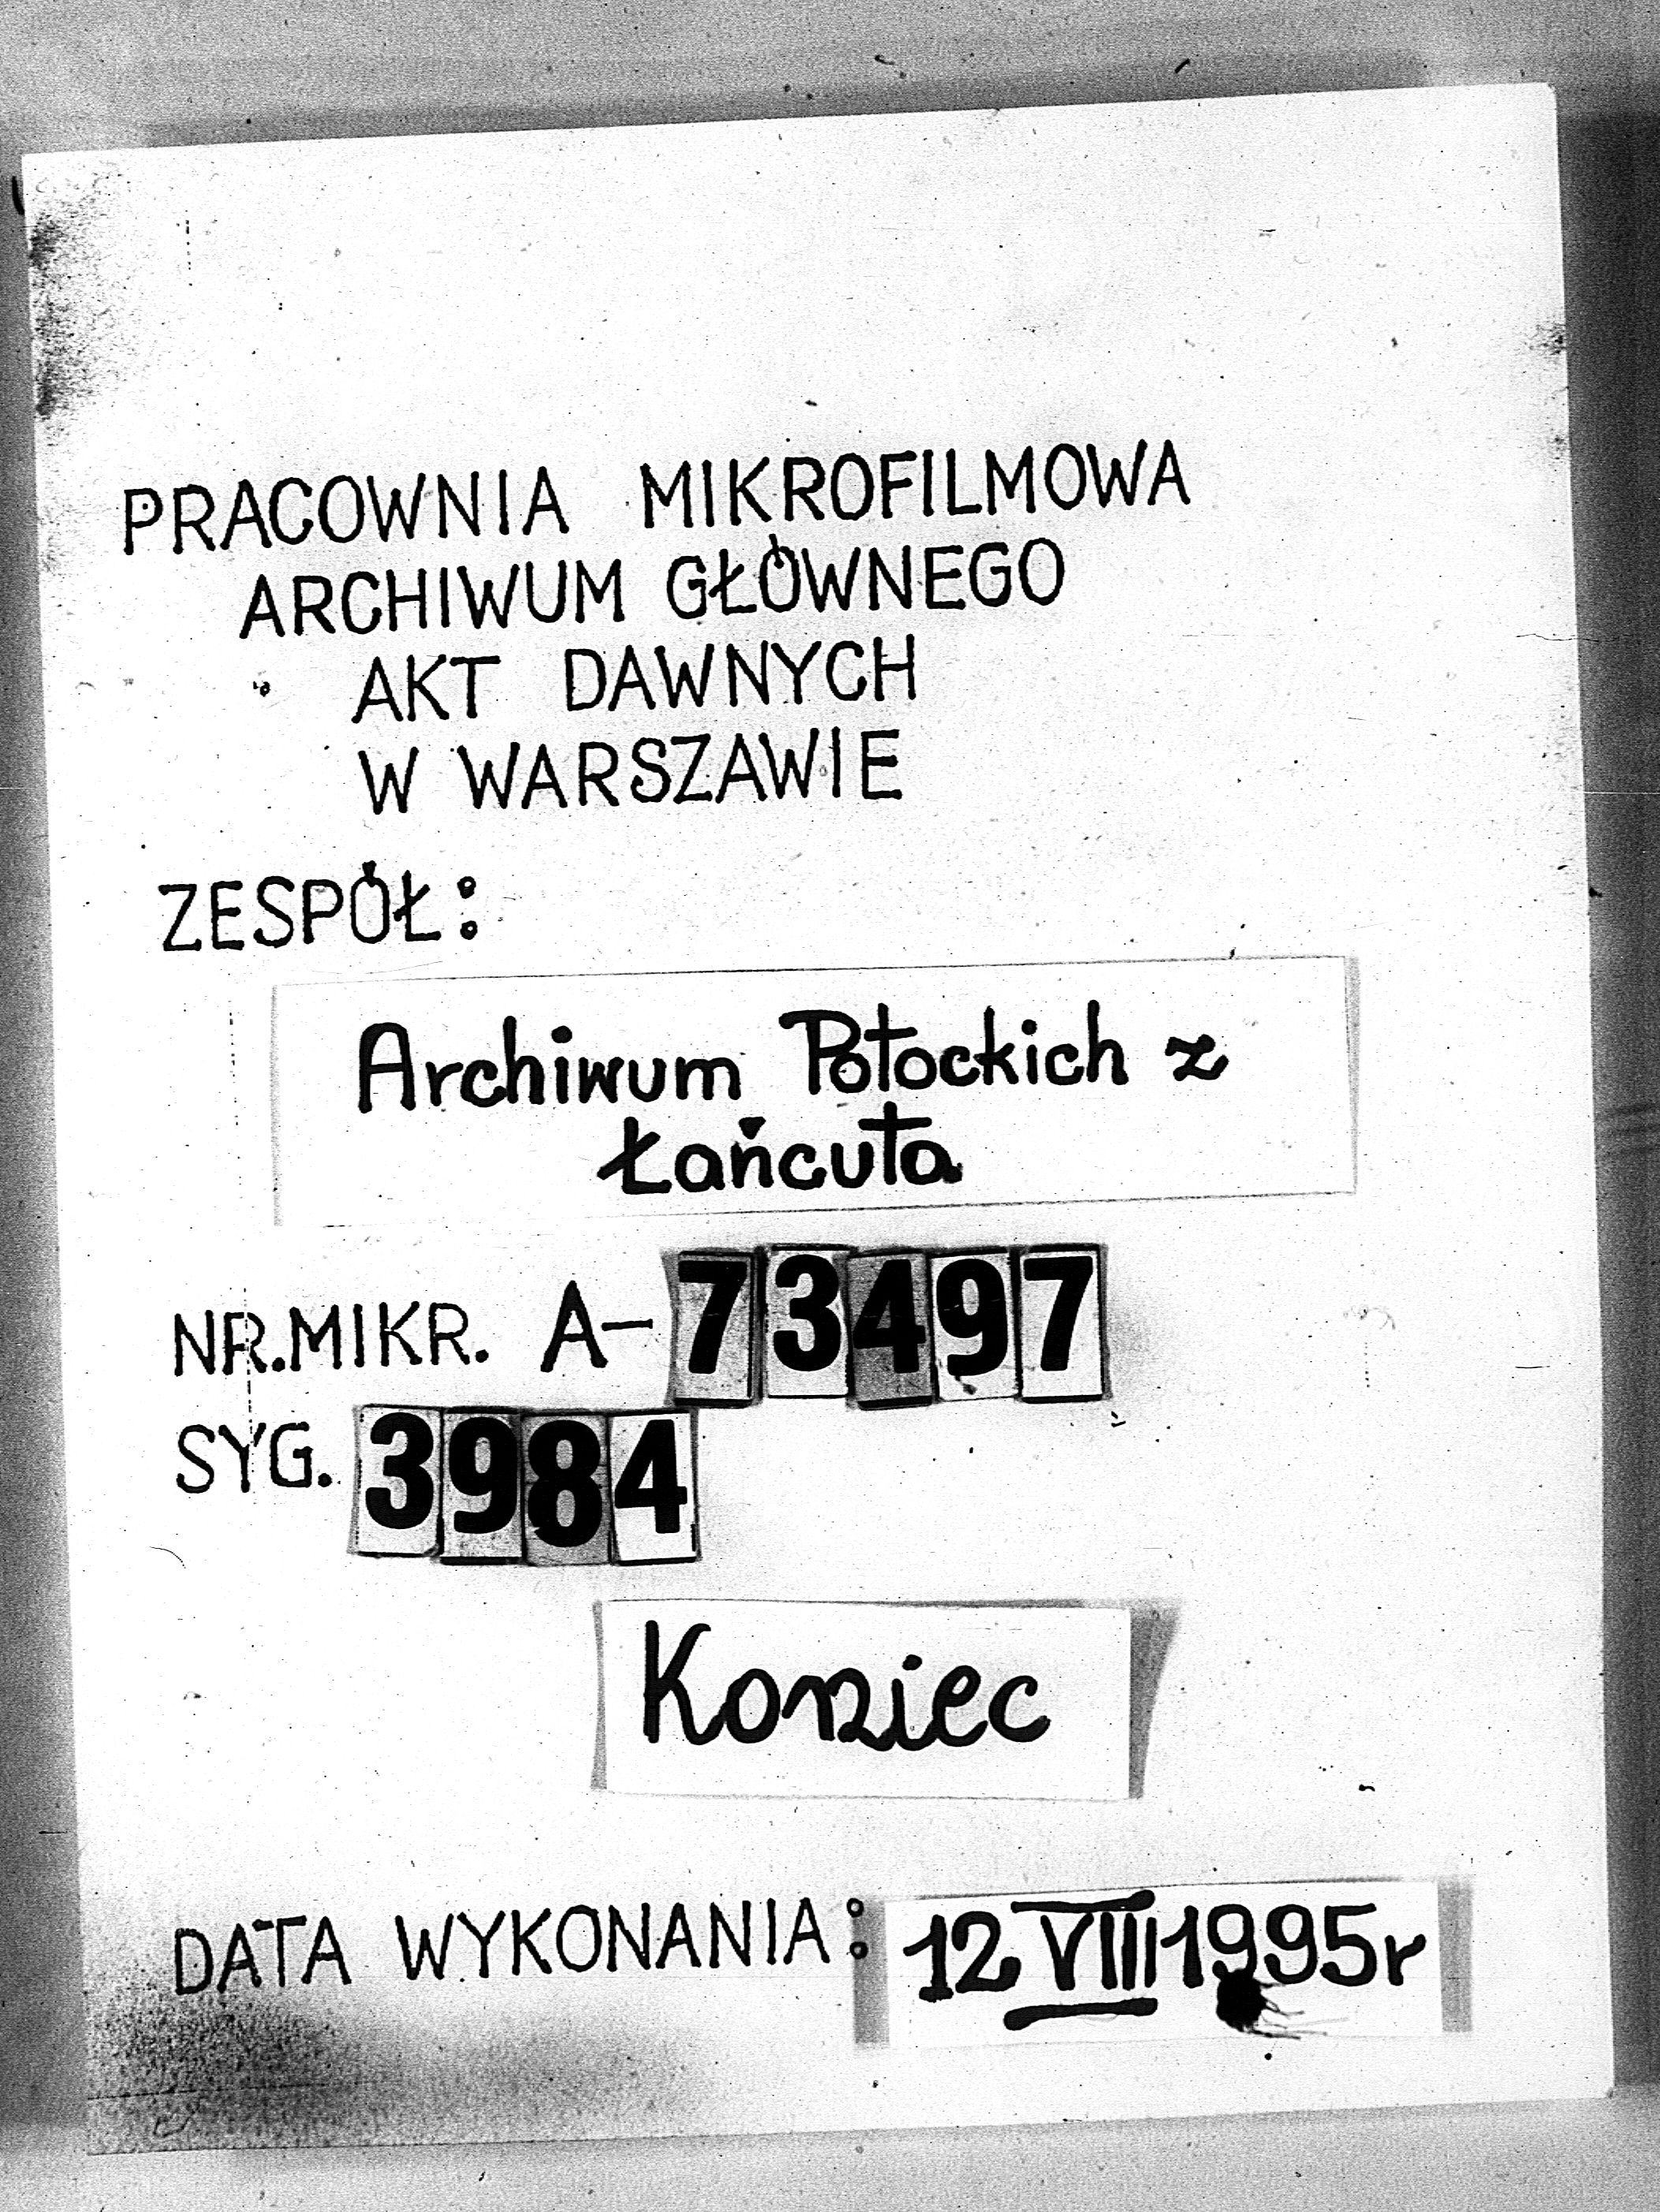 PRACOWNIA MIKROFILMOWA
ARCHIWUM GŁÓWNEGO
AKT DAWNYCH
W WARSZAWIE
ZESPÓŁ:
Archiwum Potockich z
Łańcuta
NR.MIKR. A-73497
SYG. 3984
Koniec
DATA WYKONANIA: 12 VIII 1995r